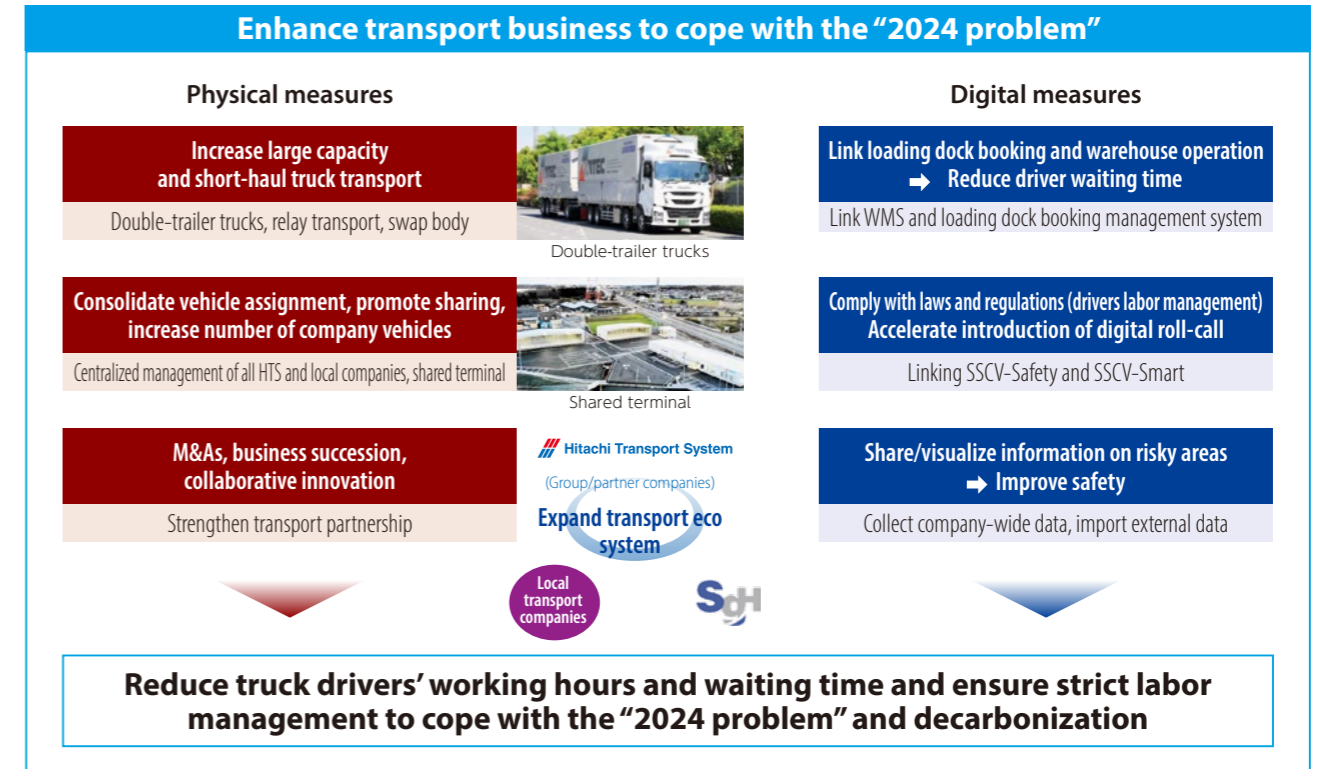 Enhance transport business to cope with the “2024 problem”
Physical measures
Increase large capacity
and short-haul truck transport
Double-trailer trucks, relay transport, swap body
Double-trailer trucks
Consolidate vehicle assignment, promote sharing,
increase number of company vehicles
Centralized management of all HTS and local companies, shared terminal
Shared terminal
M&As, business succession,
collaborative innovation
Strengthen transport partnership
Hitachi Transport System
(Group/partner companies)
Expand transport eco
system
Local
transport
companies
SGH
Digital measures
Link loading dock booking and warehouse operation
➡ Reduce driver waiting time
Link WMS and loading dock booking management system
Comply with laws and regulations (drivers labor management)
Accelerate introduction of digital roll-call
Linking SSCV-Safety and SSCV-Smart
Share/visualize information on risky areas
➡ Improve safety
Collect company-wide data, import external data
Reduce truck drivers’ working hours and waiting time and ensure strict labor
management to cope with the “2024 problem” and decarbonization